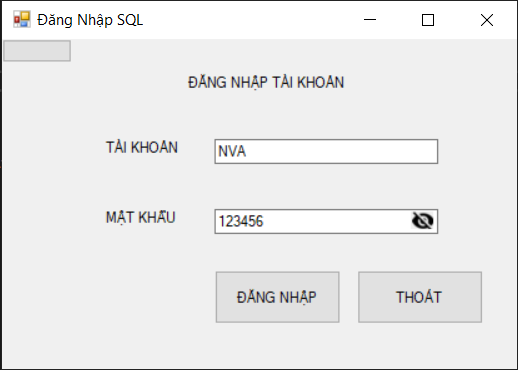 Đăng Nhập SQL
ĐĂNG NHẬP TÀI KHOẢN
TÀI KHOẢN NVA
MẬT KHẨU 123456
ĐĂNG NHẬP THOÁT